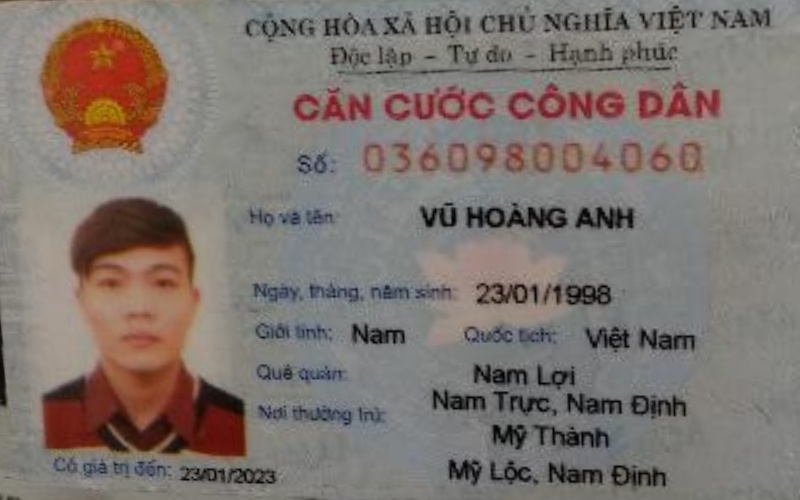 CỘNG HÒA XÃ HỘI CHỦ NGHĨA VIỆT NAM
Độc lập - Tự do - Hạnh phúc
CĂN CƯỚC CÔNG DÂN
Số: 036098004060
Họ và tên: VŨ HOÀNG ANH
Ngày, tháng, năm sinh: 23/01/1998
Giới tính: Nam Quốc tịch: Việt Nam
Quê quán: Nam Lợi
Nam Trực, Nam Định
Nơi thường trú: Mỹ Thành
Mỹ Lộc, Nam Định
Có giá trị đến: 23/01/2023